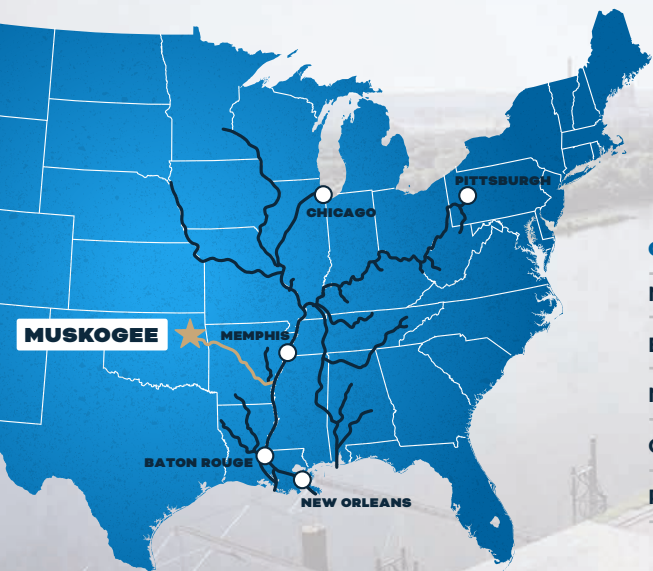 PITTSBURGH
CHICAGO
MUSKOGEE
MEMPHIS
BATON ROUGE
NEW ORLEANS